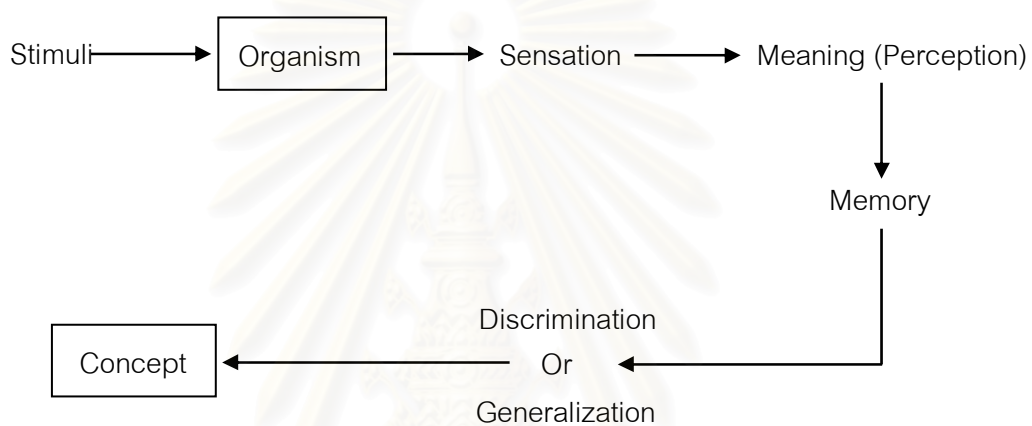 Stimuli Organism Sensation Meaning (Perception)
Memory
Discrimination
Concept Or
Generalization